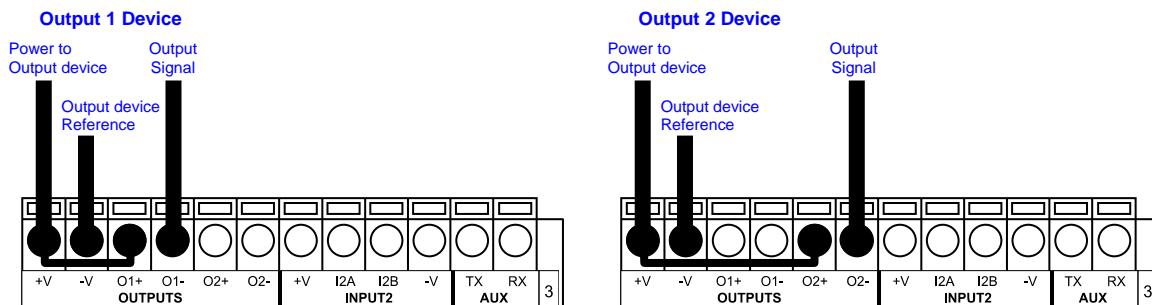 Output 1 Device
Power to
Output device
Output
Signal
Output device
Reference
+V -V O1+ O1- O2+ O2- +V I2A I2B -V TX RX
OUTPUTS INPUT2 AUX 3
Output 2 Device
Power to
Output device
Output
Signal
Output device
Reference
+V -V O1+ O1- O2+ O2- +V I2A I2B -V TX RX
OUTPUTS INPUT2 AUX 3